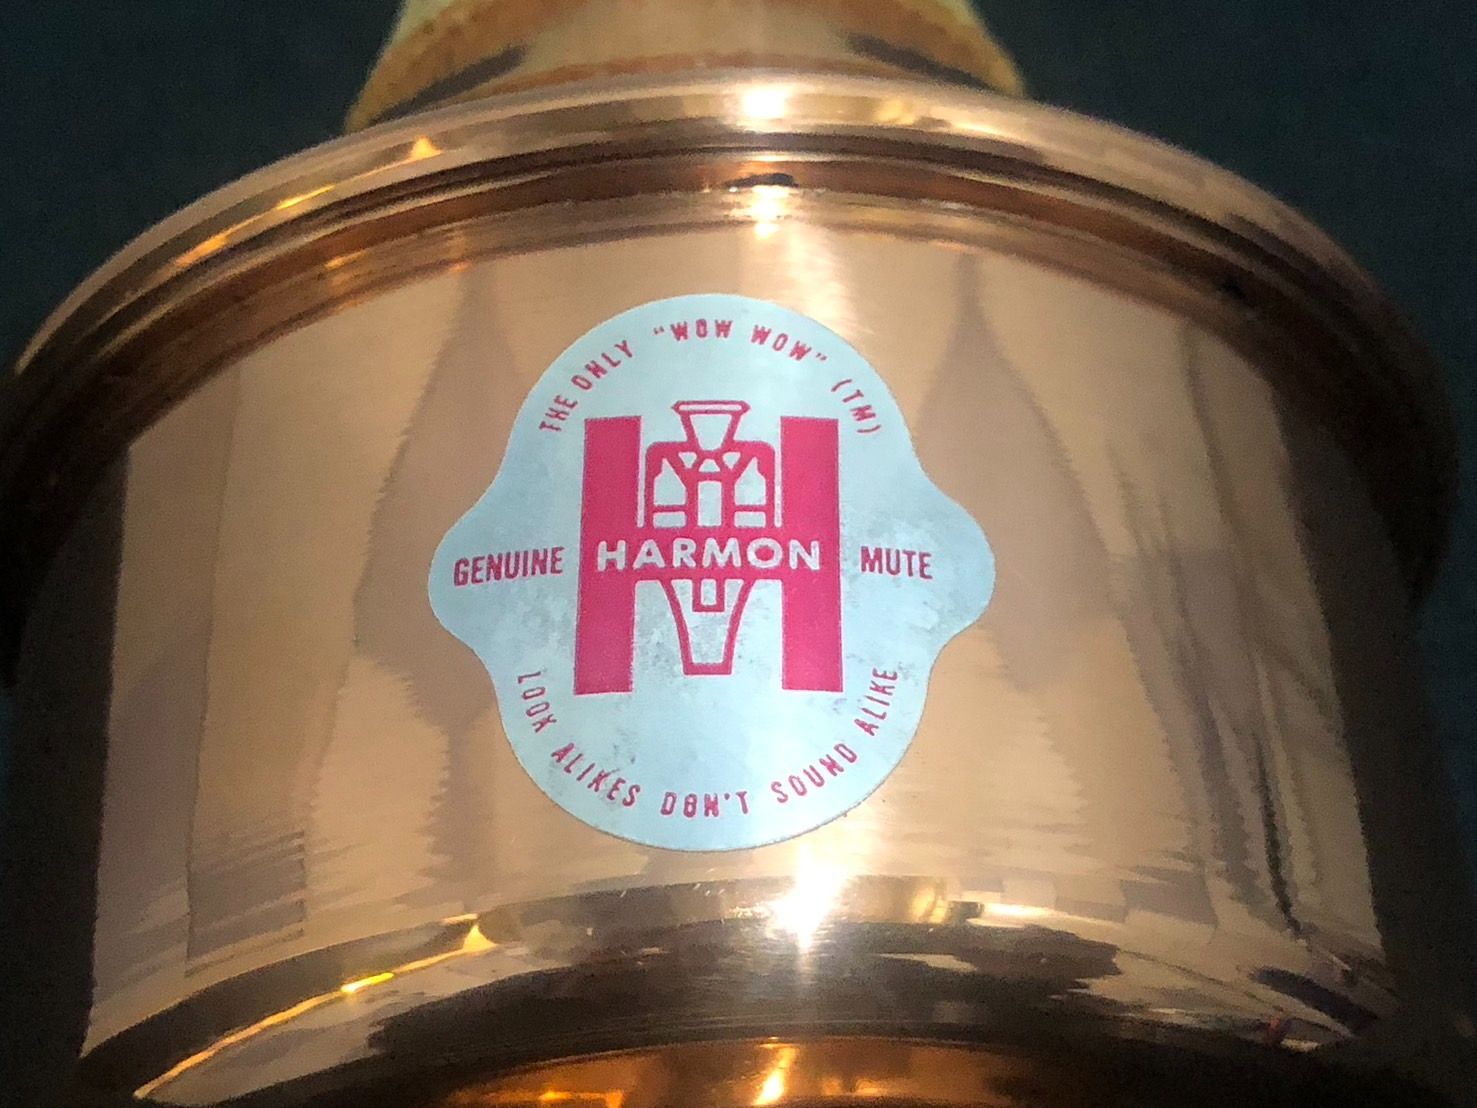 THE ONLY "WOW WOW" (TM)
GENUINE HARMON MUTE
LOOK ALIKES DON'T SOUND ALIKE